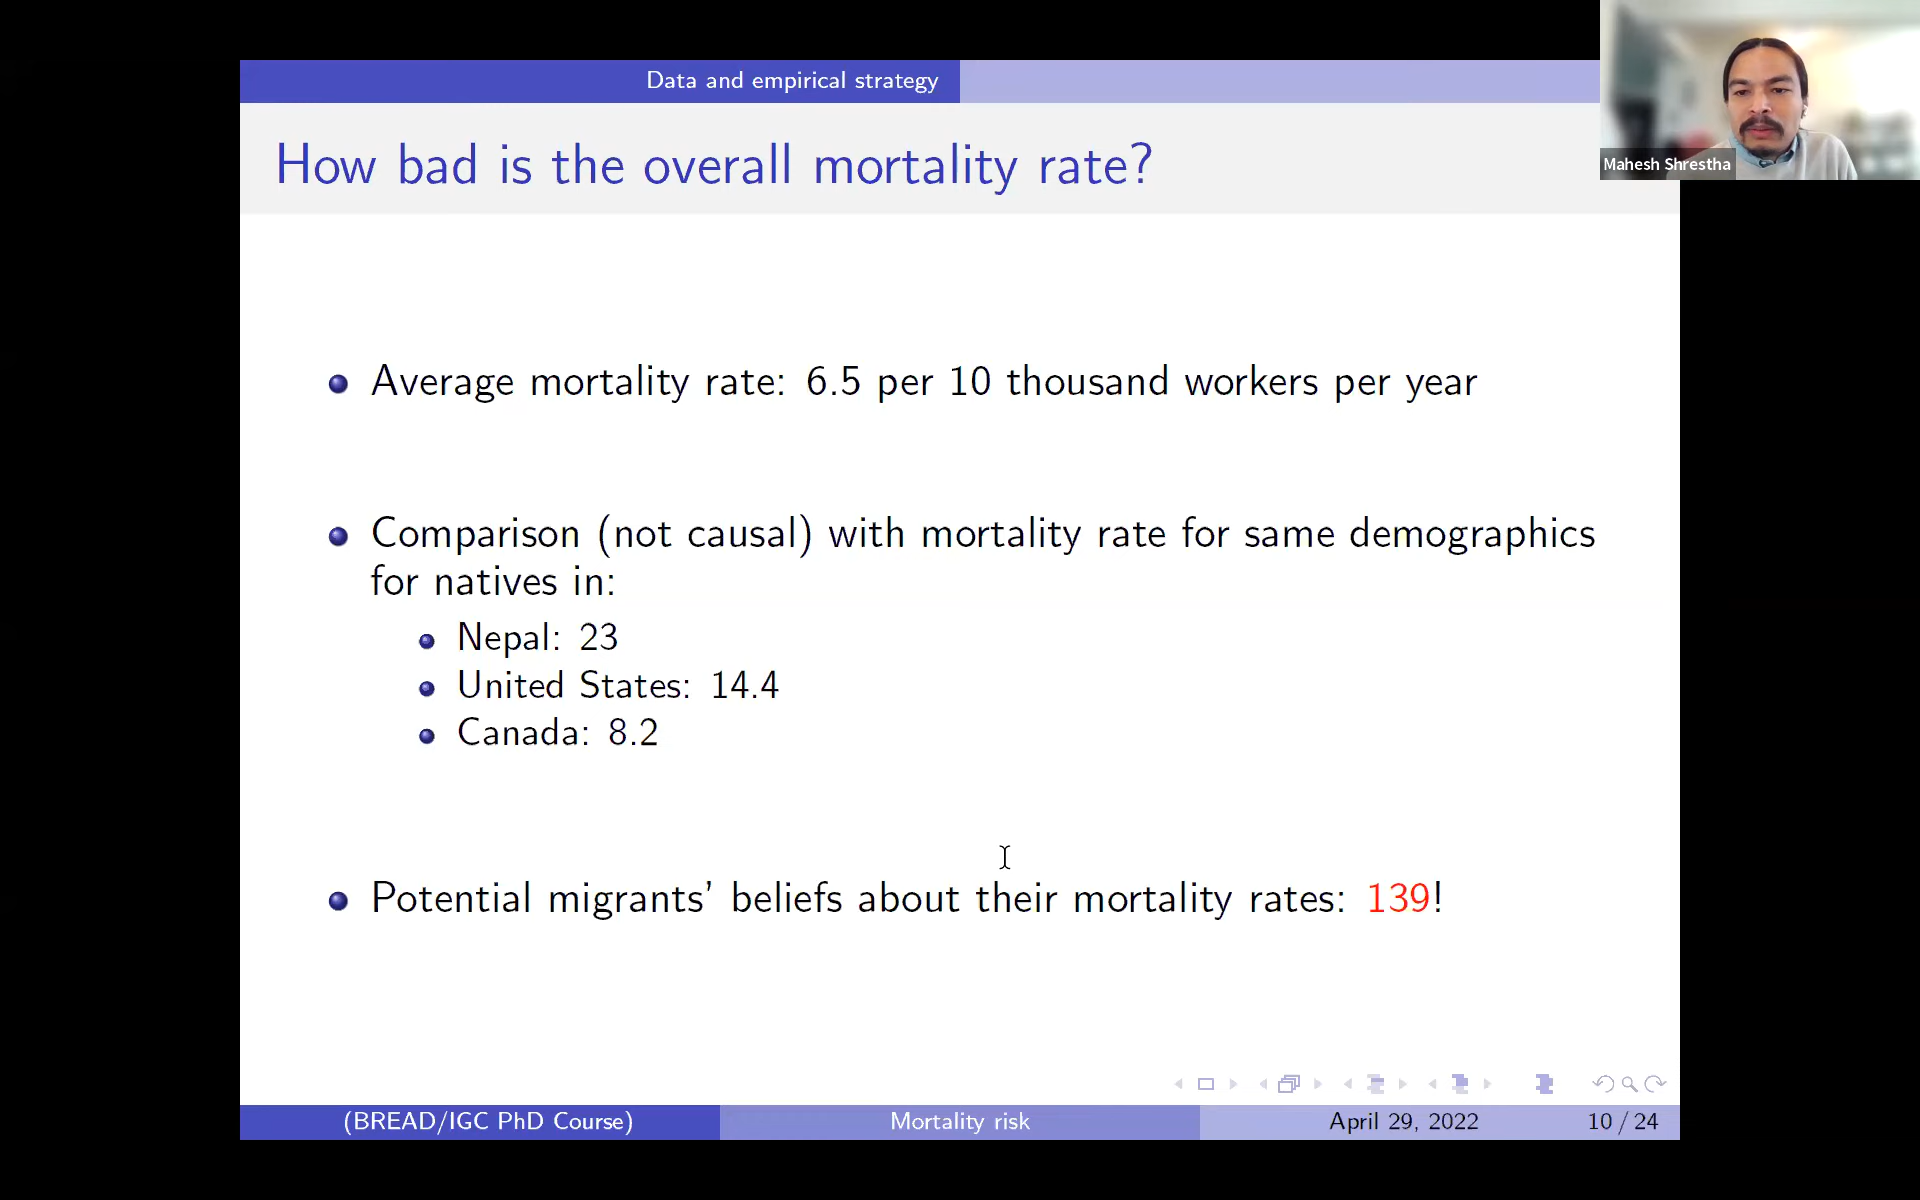 Data and empirical strategy
How bad is the overall mortality rate?
Mahesh Shrestha
Average mortality rate: 6.5 per 10 thousand workers per year
Comparison (not causal) with mortality rate for same demographics
for natives in:
Nepal: 23
United States: 14.4
Canada: 8.2
Potential migrants' beliefs about their mortality rates: 139!
(BREAD/IGC PhD Course)
Mortality risk
April 29, 2022
10 / 24